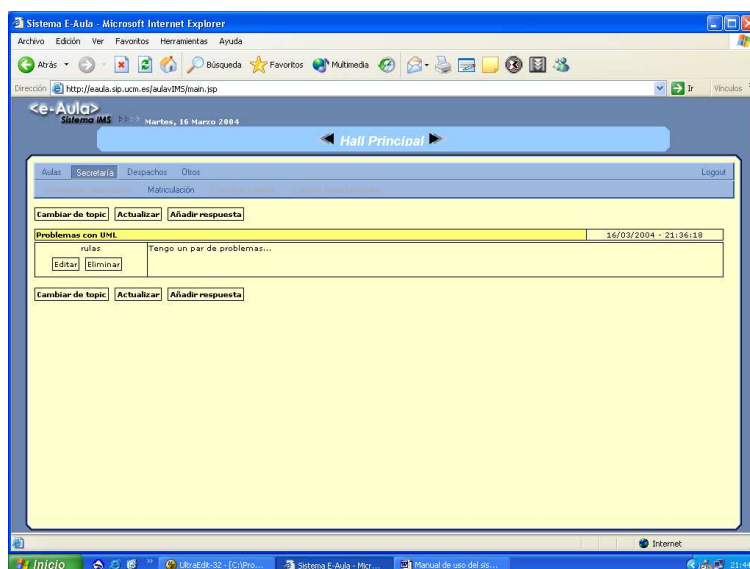 Sistema E-Aula - Microsoft Internet Explorer
Archivo Edición Ver Favoritos Herramientas Ayuda
Atrás Búsqueda Favoritos Multimedia
Dirección http://eaula.sip.ucm.es/aulavIMS/main.jsp Ir Vínculos
<e-Aula>
Sistema IMS Martes, 16 Marzo 2004
Hall Principal
Aulas Secretaría Despachos Otros Logout
Matriculación
Cambiar de topic Actualizar Añadir respuesta
Problemas con UML 16/03/2004 - 21:36:18
rulas Tengo un par de problemas...
Editar Eliminar
Cambiar de topic Actualizar Añadir respuesta
Internet
Inicio UltraEdit-32 - [C:\Pro... Sistema E-Aula - Micr... Manual de uso del sis... 21:44